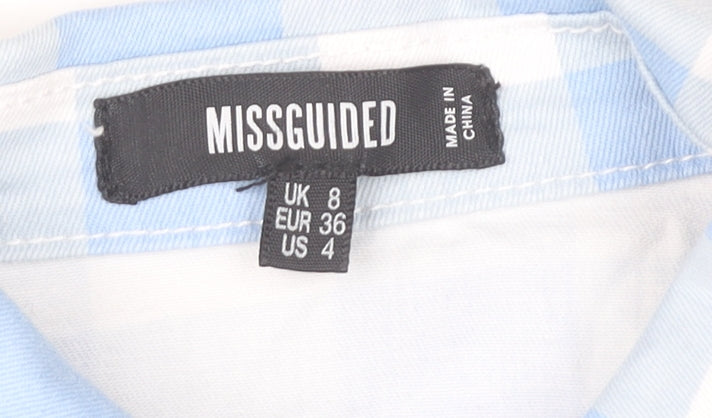 MISSGUIDED
MADE IN
CHINA
UK 8
EUR 36
US 4